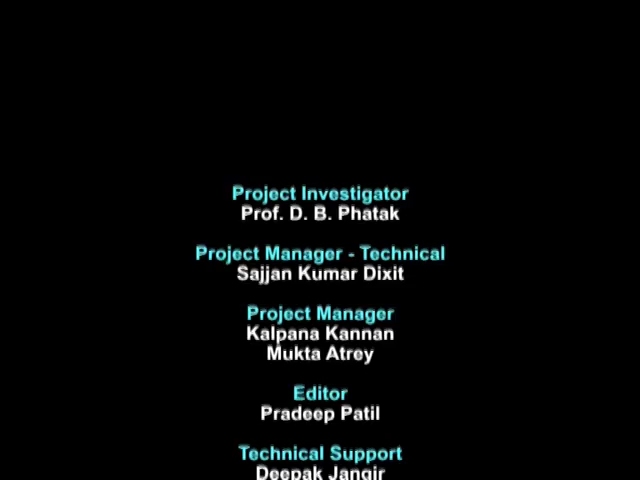 Project Investigator
Prof. D. B. Phatak
Project Manager - Technical
Sajjan Kumar Dixit
Project Manager
Kalpana Kannan
Mukta Atrey
Editor
Pradeep Patil
Technical Support
Deepak Jangir